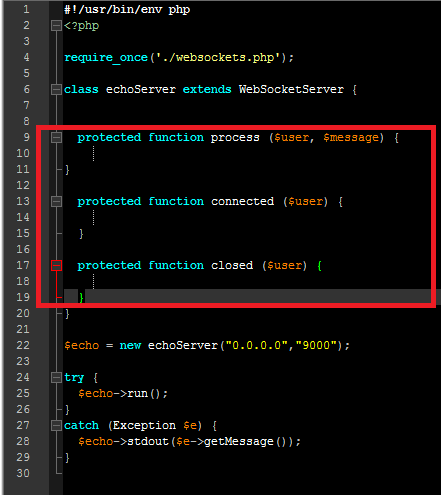 1 #!/usr/bin/env php
2 <?php
3
4 require_once('./websockets.php');
5
6 class echoServer extends WebSocketServer {
7
8
9 protected function process ($user, $message) {
10
11 }
12
13 protected function connected ($user) {
14
15 }
16
17 protected function closed ($user) {
18
19 }
20 }
21
22 $echo = new echoServer("0.0.0.0","9000");
23
24 try {
25 $echo->run();
26 }
27 catch (Exception $e) {
28 $echo->stdout($e->getMessage());
29 }
30